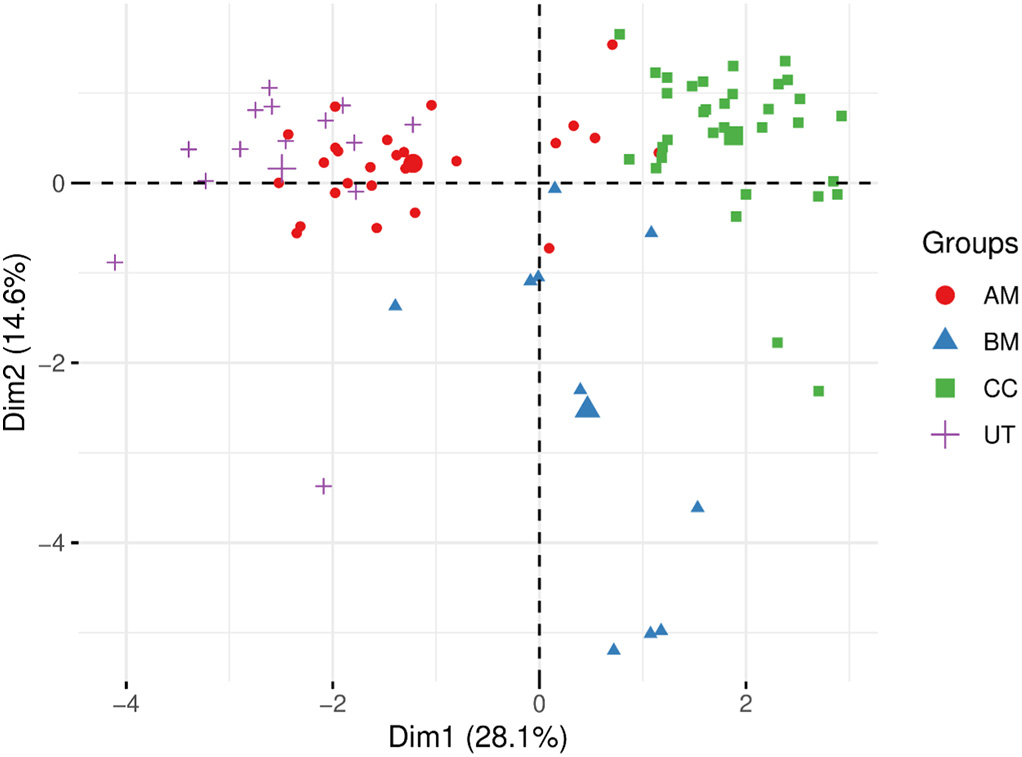 0
−2
−4
Dim2 (14.6%)
−4
−2
0
2
Dim1 (28.1%)
Groups
AM
BM
CC
UT